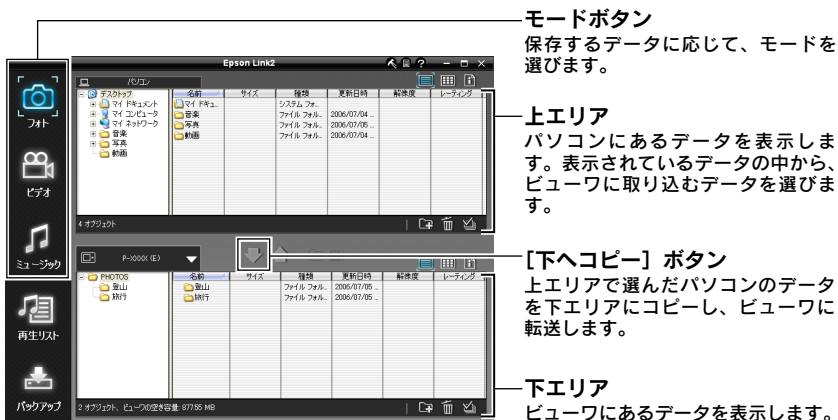 モードボタン
保存するデータに応じて、モードを
選びます。
Epson Link2
パソコン
デスクトップ
マイ ドキュメント
マイ コンピュータ
マイ ネットワーク
音楽
写真
動画
名前 サイズ 種類 更新日時 解像度 レーティング
マイ ドキュ... システム フォ...
音楽 ファイル フォル... 2006/07/04 ...
写真 ファイル フォル... 2006/07/05 ...
動画 ファイル フォル... 2006/07/04 ...
4 オブジェクト
フォト
ビデオ
ミュージック
再生リスト
バックアップ
上エリア
パソコンにあるデータを表示しま
す。表示されているデータの中から、
ビューワに取り込むデータを選びま
す。
P-XXXX (E)
PHOTOS
登山
旅行
名前 サイズ 種類 更新日時 解像度 レーティング
登山 ファイル フォル... 2006/07/05 ...
旅行 ファイル フォル... 2006/07/05 ...
2 オブジェクト、ビューワの空き容量: 877.55 MB
[下へコピー] ボタン
上エリアで選んだパソコンのデータ
を下エリアにコピーし、ビューワに
転送します。
下エリア
ビューワにあるデータを表示します。